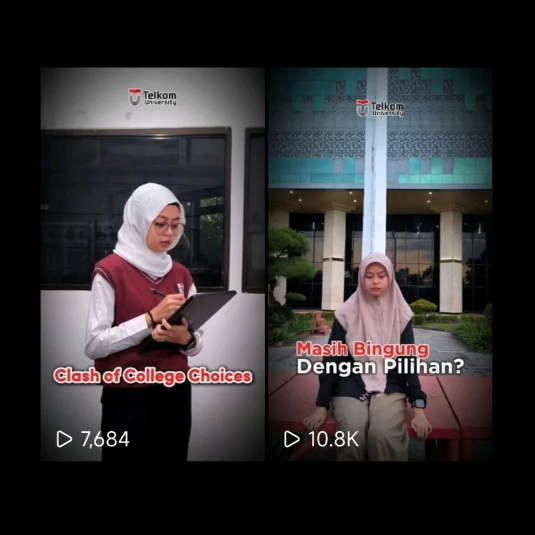 Telkom
University
Clash of College Choices
7,684
Telkom
University
Masih Bingung
Dengan Pilihan?
10.8K